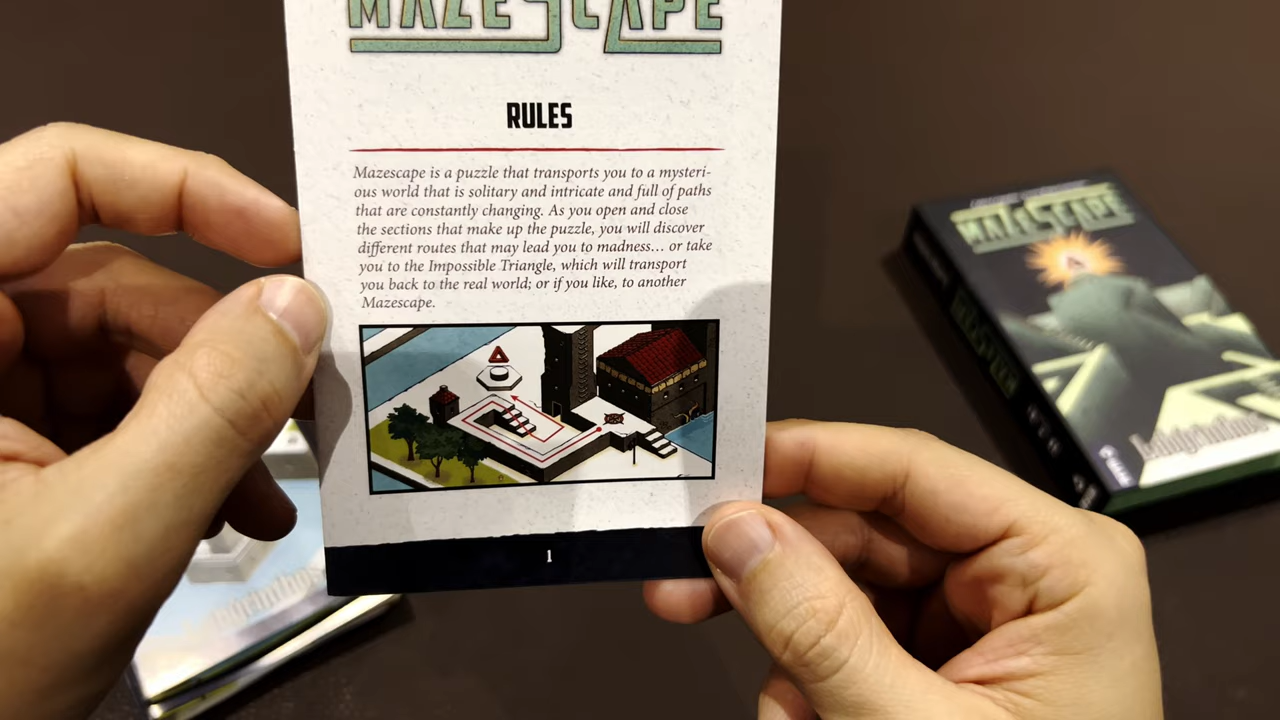 MAZESCAPE
RULES
Mazescape is a puzzle that transports you to a mysteri-
ous world that is solitary and intricate and full of paths
that are constantly changing. As you open and close
the sections that make up the puzzle, you will discover
different routes that may lead you to madness... or take
you to the Impossible Triangle, which will transport
you back to the real world; or if you like, to another
Mazescape.
1
MAZESCAPE
Labyrinthos